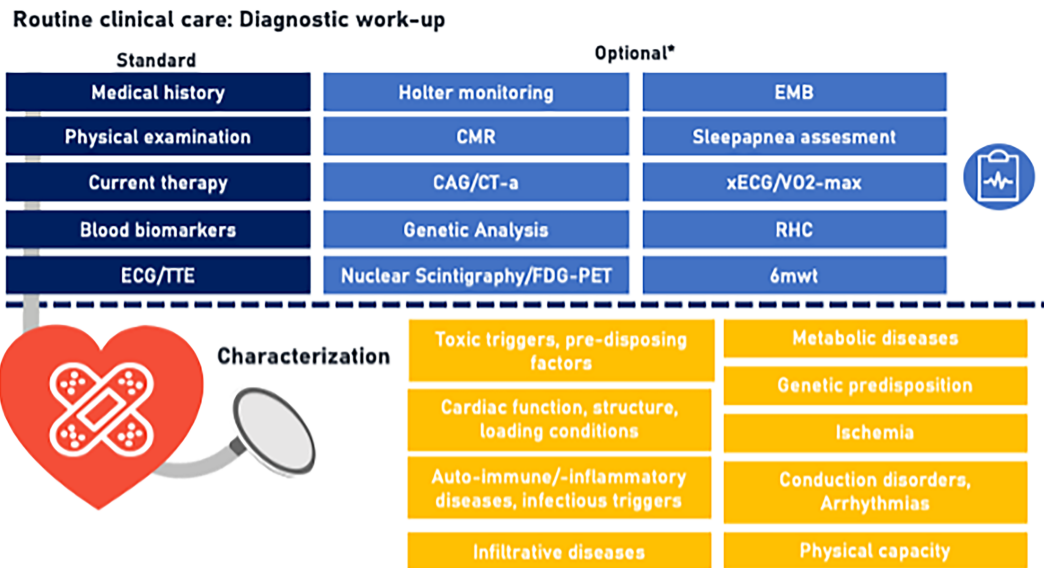 Routine clinical care: Diagnostic work-up
Standard
Optional*
Medical history
Holter monitoring
EMB
Physical examination
CMR
Sleepapnea assesment
Current therapy
CAG/CT-a
xECG/VO2-max
Blood biomarkers
Genetic Analysis
RHC
ECG/TTE
Nuclear Scintigraphy/FDG-PET
6mwt
Characterization
Toxic triggers, pre-disposing
factors
Cardiac function, structure,
loading conditions
Auto-immune/-inflammatory
diseases, infectious triggers
Infiltrative diseases
Metabolic diseases
Genetic predisposition
Ischemia
Conduction disorders,
Arrhythmias
Physical capacity